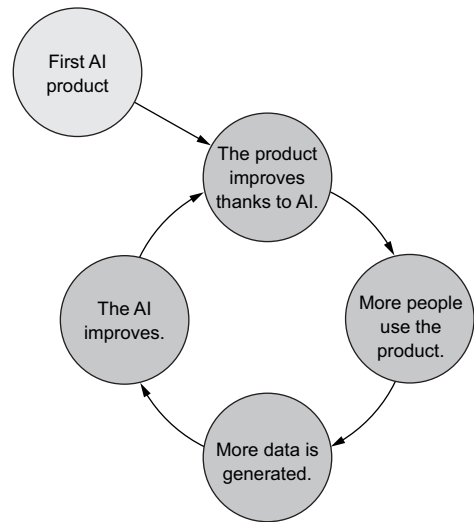 First AI
product
The product
improves
thanks to AI.
More people
use the
product.
More data is
generated.
The AI
improves.